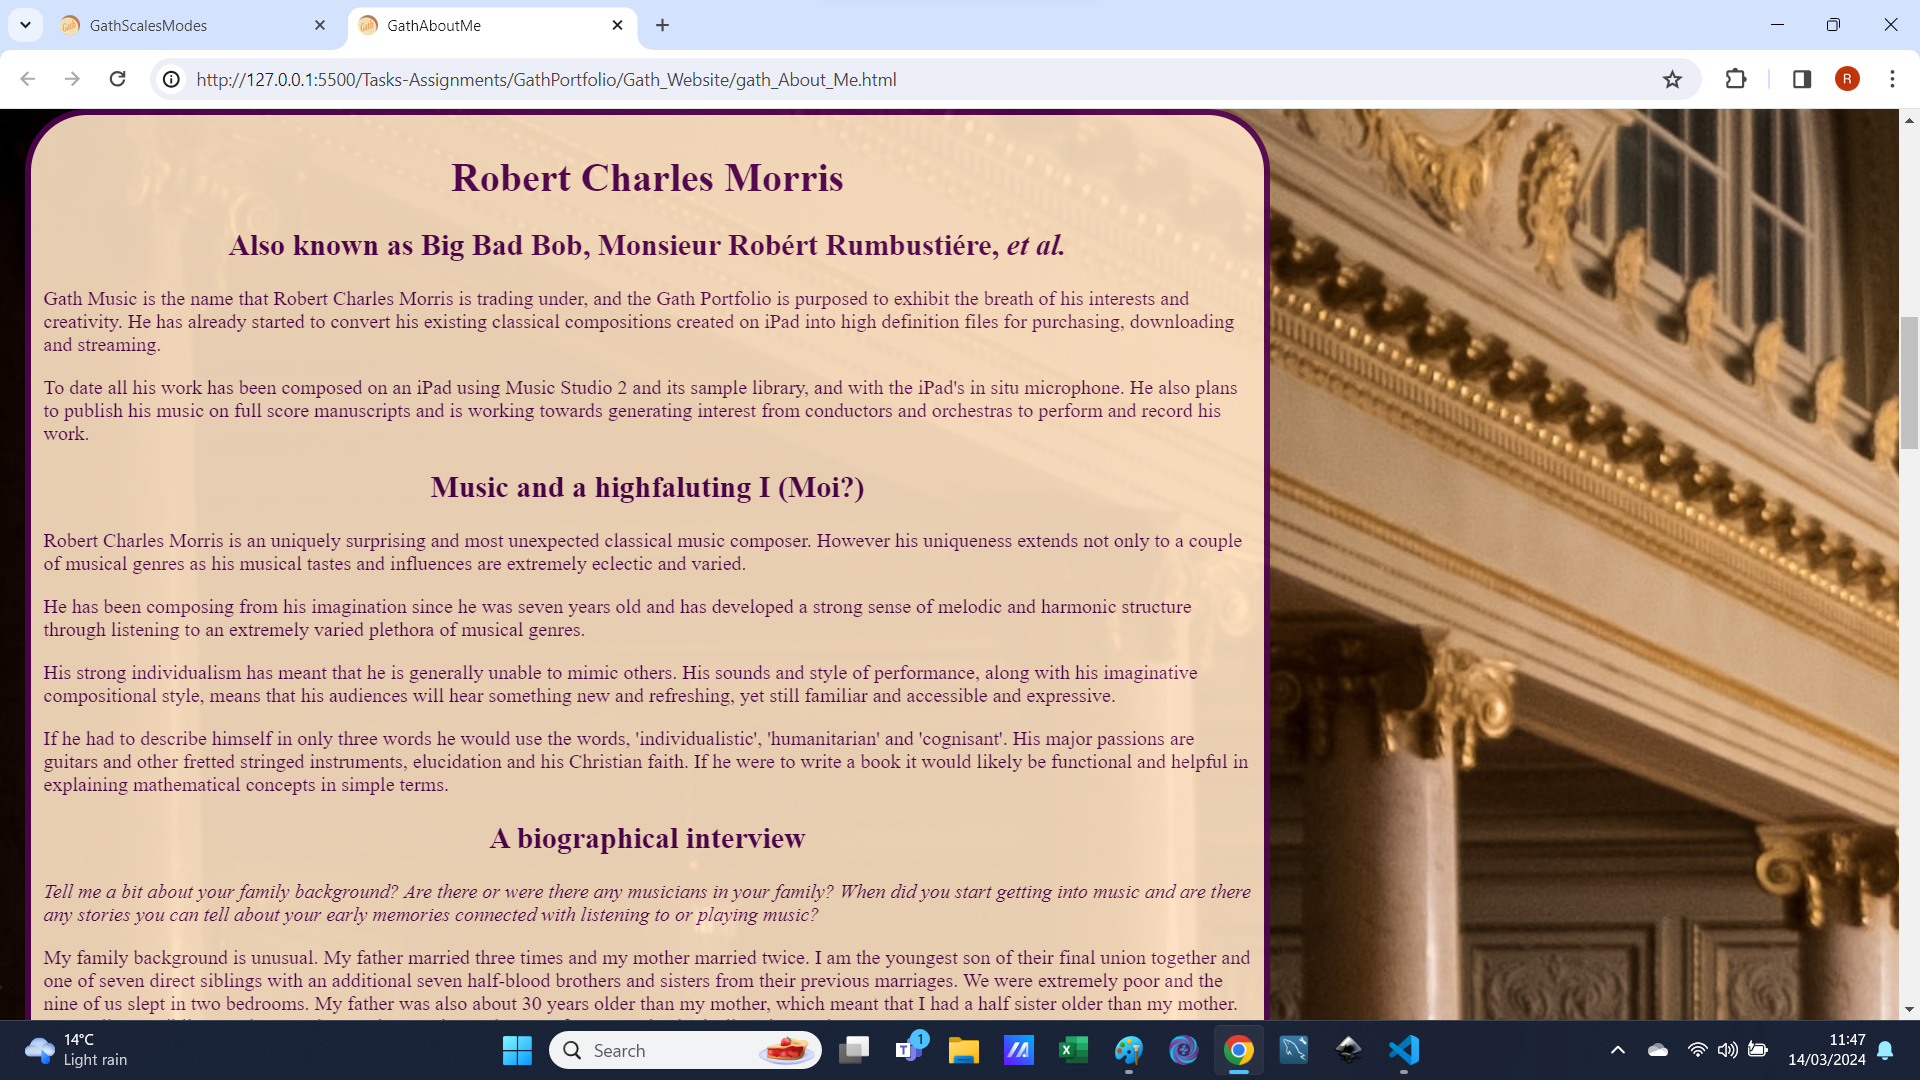 GathScalesModes
GathAboutMe
http://127.0.0.1:5500/Tasks-Assignments/GathPortfolio/Gath_Website/gath_About_Me.html
R
Robert Charles Morris
Also known as Big Bad Bob, Monsieur Robért Rumbustiére, et al.
Gath Music is the name that Robert Charles Morris is trading under, and the Gath Portfolio is purposed to exhibit the breath of his interests and
creativity. He has already started to convert his existing classical compositions created on iPad into high definition files for purchasing, downloading
and streaming.
To date all his work has been composed on an iPad using Music Studio 2 and its sample library, and with the iPad's in situ microphone. He also plans
to publish his music on full score manuscripts and is working towards generating interest from conductors and orchestras to perform and record his
work.
Music and a highfaluting I (Moi?)
Robert Charles Morris is an uniquely surprising and most unexpected classical music composer. However his uniqueness extends not only to a couple
of musical genres as his musical tastes and influences are extremely eclectic and varied.
He has been composing from his imagination since he was seven years old and has developed a strong sense of melodic and harmonic structure
through listening to an extremely varied plethora of musical genres.
His strong individualism has meant that he is generally unable to mimic others. His sounds and style of performance, along with his imaginative
compositional style, means that his audiences will hear something new and refreshing, yet still familiar and accessible and expressive.
If he had to describe himself in only three words he would use the words, 'individualistic', 'humanitarian' and 'cognisant'. His major passions are
guitars and other fretted stringed instruments, elucidation and his Christian faith. If he were to write a book it would likely be functional and helpful in
explaining mathematical concepts in simple terms.
A biographical interview
Tell me a bit about your family background? Are there or were there any musicians in your family? When did you start getting into music and are there
any stories you can tell about your early memories connected with listening to or playing music?
My family background is unusual. My father married three times and my mother married twice. I am the youngest son of their final union together and
one of seven direct siblings with an additional seven half-blood brothers and sisters from their previous marriages. We were extremely poor and the
nine of us slept in two bedrooms. My father was also about 30 years older than my mother, which meant that I had a half sister older than my mother.
14°C
Light rain
Search
1
11:47
14/03/2024